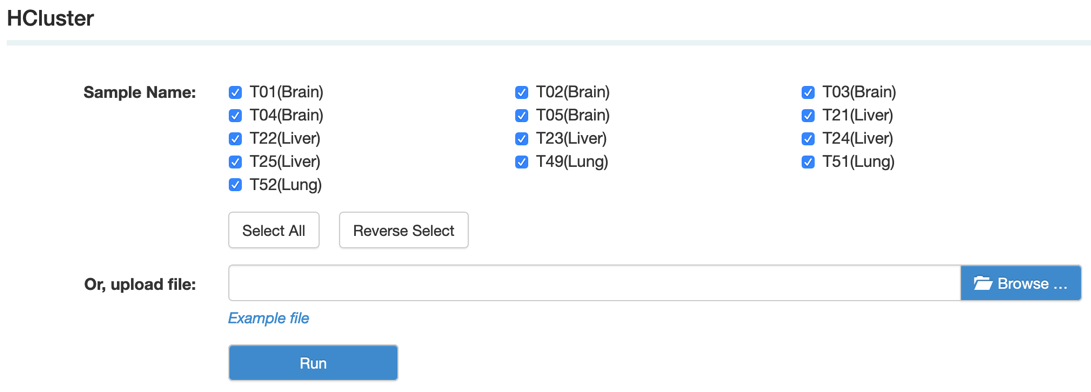 HCluster
Sample Name: T01(Brain) T02(Brain) T03(Brain)
T04(Brain) T05(Brain) T21(Liver)
T22(Liver) T23(Liver) T24(Liver)
T25(Liver) T49(Lung) T51(Lung)
T52(Lung)
Select All Reverse Select
Or, upload file: Browse ...
Example file
Run